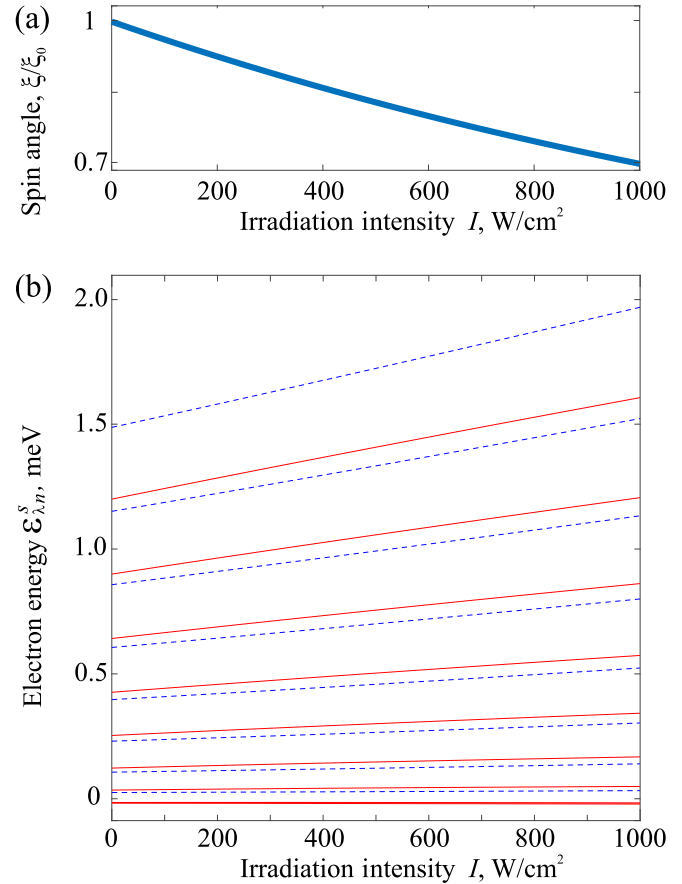 (a)
Spin angle, ξ/ξ₀
1
0.7
0 200 400 600 800 1000
Irradiation intensity I, W/cm²
(b)
Electron energy εˢλn, meV
2.0
1.5
1.0
0.5
0
0 200 400 600 800 1000
Irradiation intensity I, W/cm²